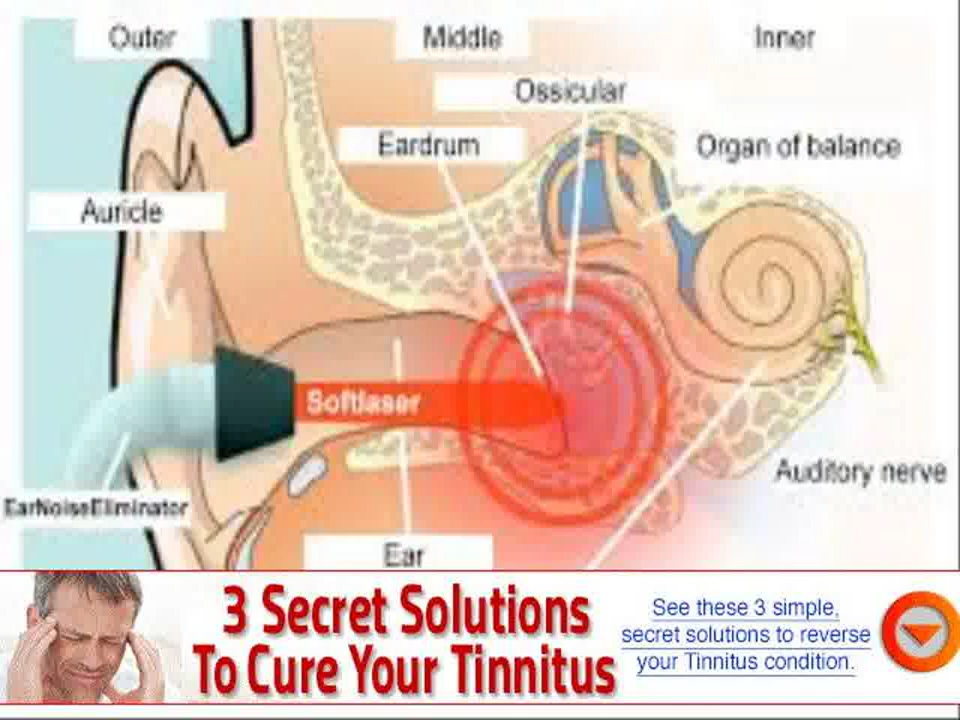 Outer
Middle
Inner
Ossicular
Eardrum
Organ of balance
Auricle
Softlaser
Auditory nerve
EarNoiseEliminator
Ear
3 Secret Solutions
To Cure Your Tinnitus
See these 3 simple,
secret solutions to reverse
your Tinnitus condition.